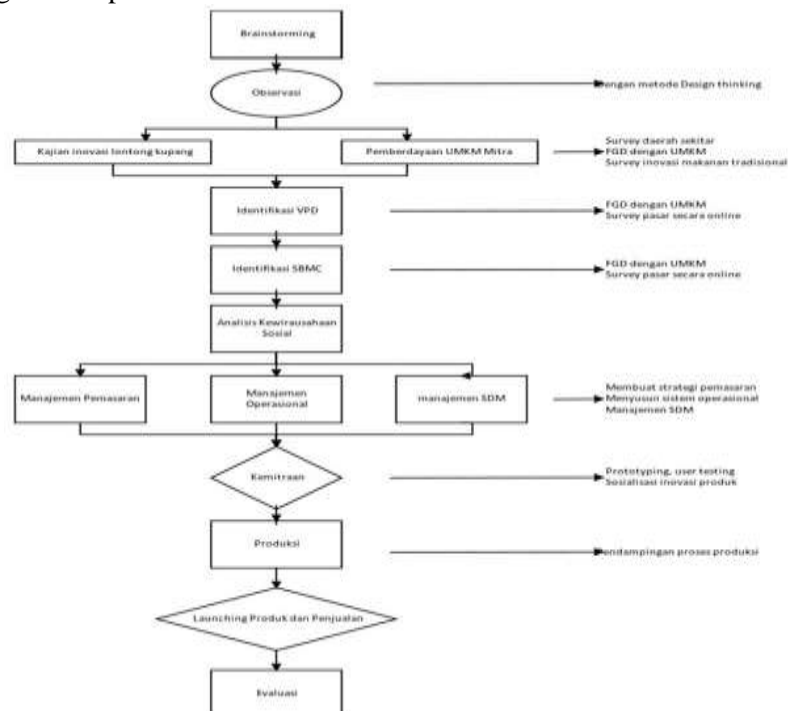 Brainstorming
Observasi
Dengan metode Design thinking
Kajian inovasi lontong kupang
Pemberdayaan UMKM Mitra
Survey daerah sekitar
FGD dengan UMKM
Survey inovasi makanan tradisional
Identifikasi VPD
FGD dengan UMKM
Survey pasar secara online
Identifikasi SBMC
FGD dengan UMKM
Survey pasar secara online
Analisis Kewirausahaan
Sosial
Manajemen Pemasaran
Manajemen
Operasional
manajemen SDM
Membuat strategi pemasaran
Menyusun sistem operasional
Manajemen SDM
Kemitraan
Prototyping, user testing
Sosialisasi inovasi produk
Produksi
Pendampingan proses produksi
Launching Produk dan Penjualan
Evaluasi